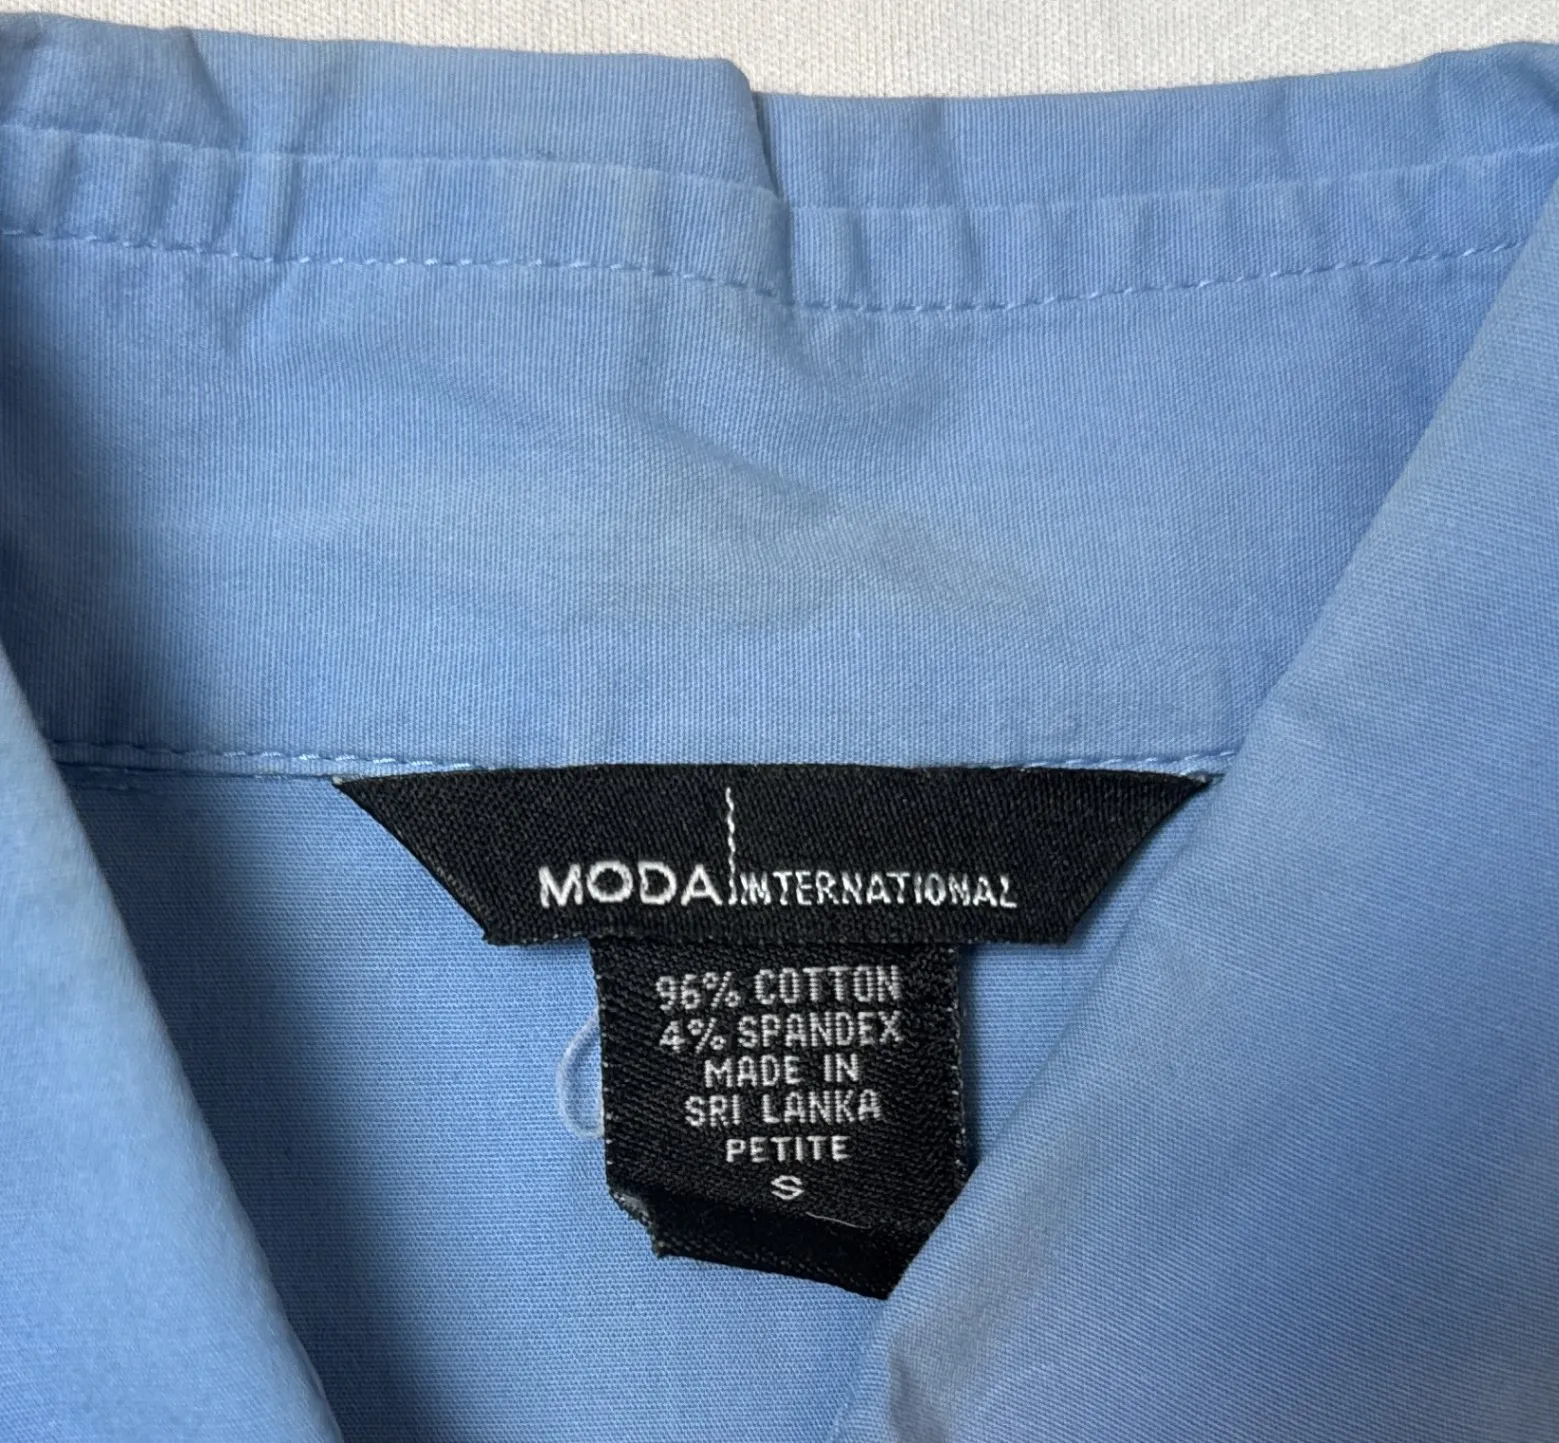 MODA INTERNATIONAL
96% COTTON
4% SPANDEX
MADE IN
SRI LANKA
PETITE
S